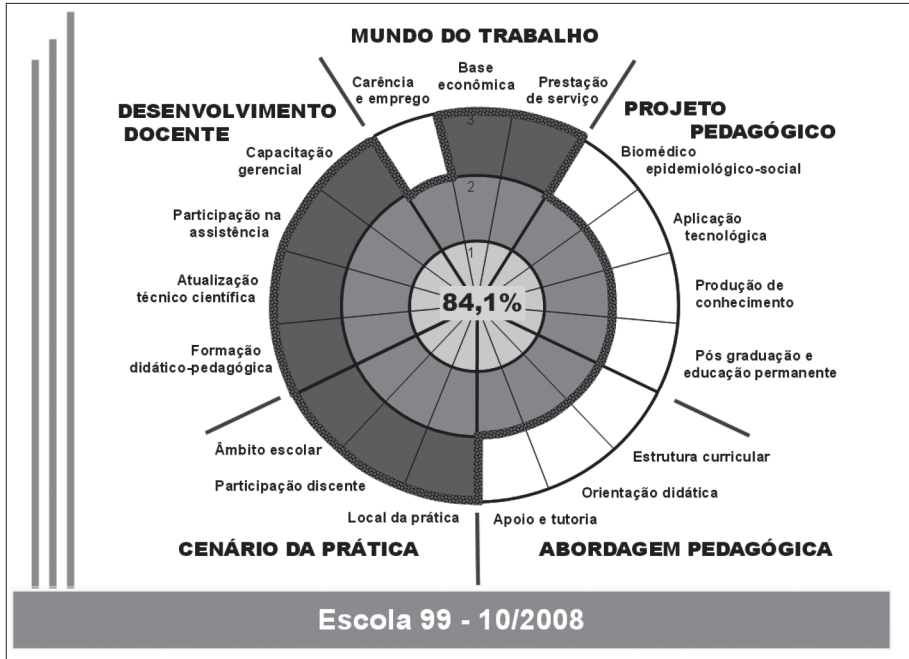 MUNDO DO TRABALHO
Carência
e emprego
Base
econômica
Prestação
de serviço
DESENVOLVIMENTO
DOCENTE
Capacitação
gerencial
Participação na
assistência
Atualização
técnico científica
Formação
didático-pedagógica
PROJETO
PEDAGÓGICO
Biomédico
epidemiológico-social
Aplicação
tecnológica
Produção de
conhecimento
Pós graduação e
educação permanente
3
2
1
84,1%
Âmbito escolar
Participação discente
Local da prática
CENÁRIO DA PRÁTICA
Estrutura curricular
Orientação didática
Apoio e tutoria
ABORDAGEM PEDAGÓGICA
Escola 99 - 10/2008